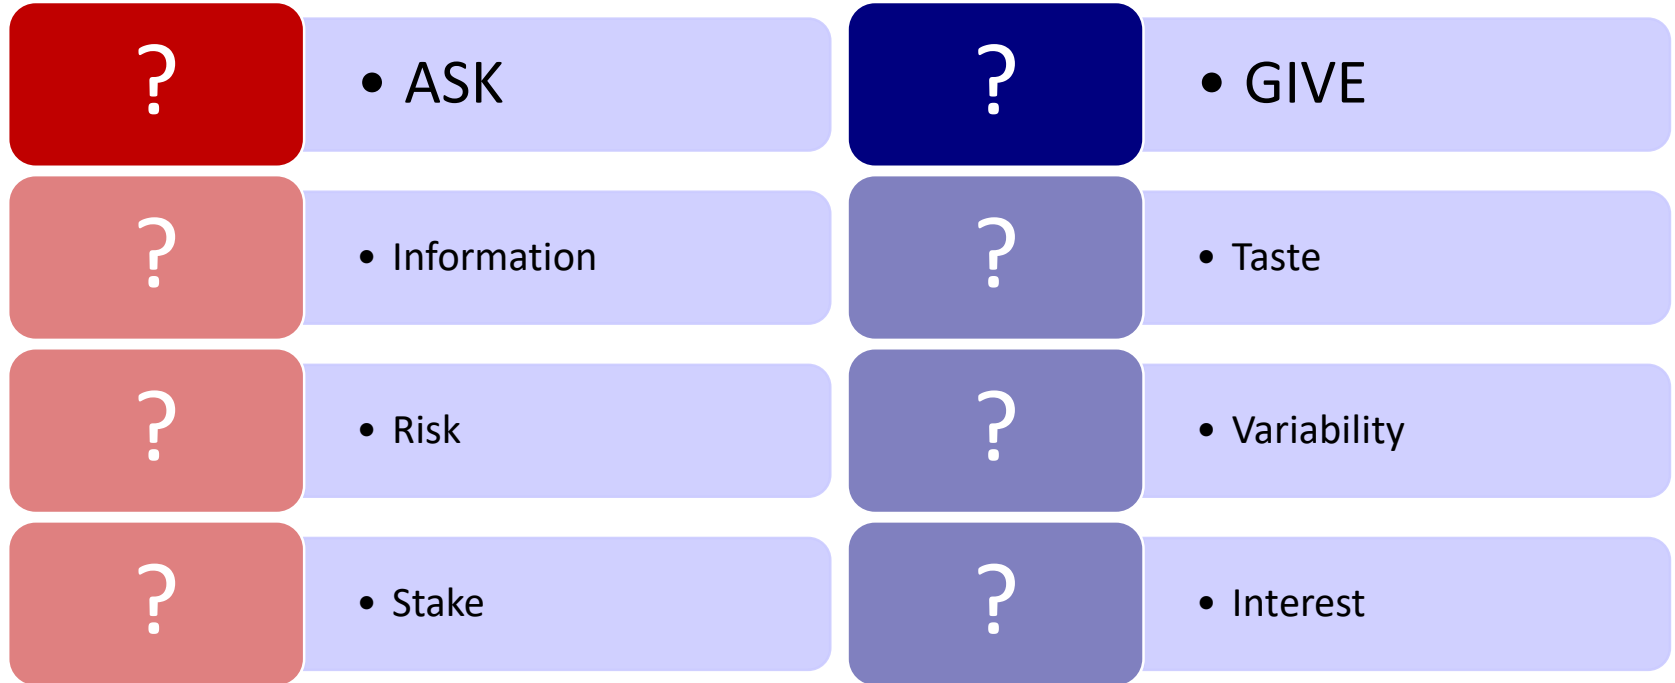 ?
• ASK
?
• Information
?
• Risk
?
• Stake
?
• GIVE
?
• Taste
?
• Variability
?
• Interest